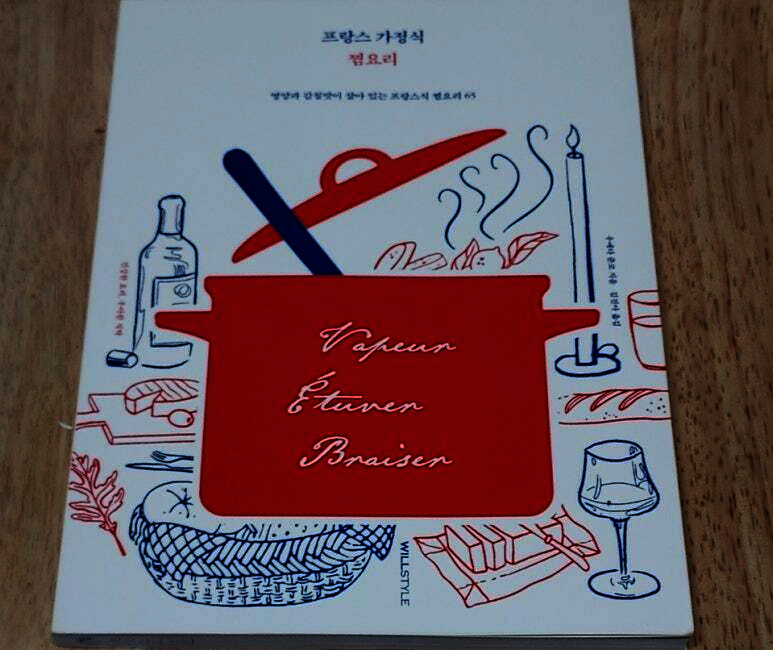 프랑스 가정식
찜요리
영양과 감칠맛이 살아 있는 프랑스식 찜요리 65
Vapeur
Étuver
Braiser
WILLSTYLE